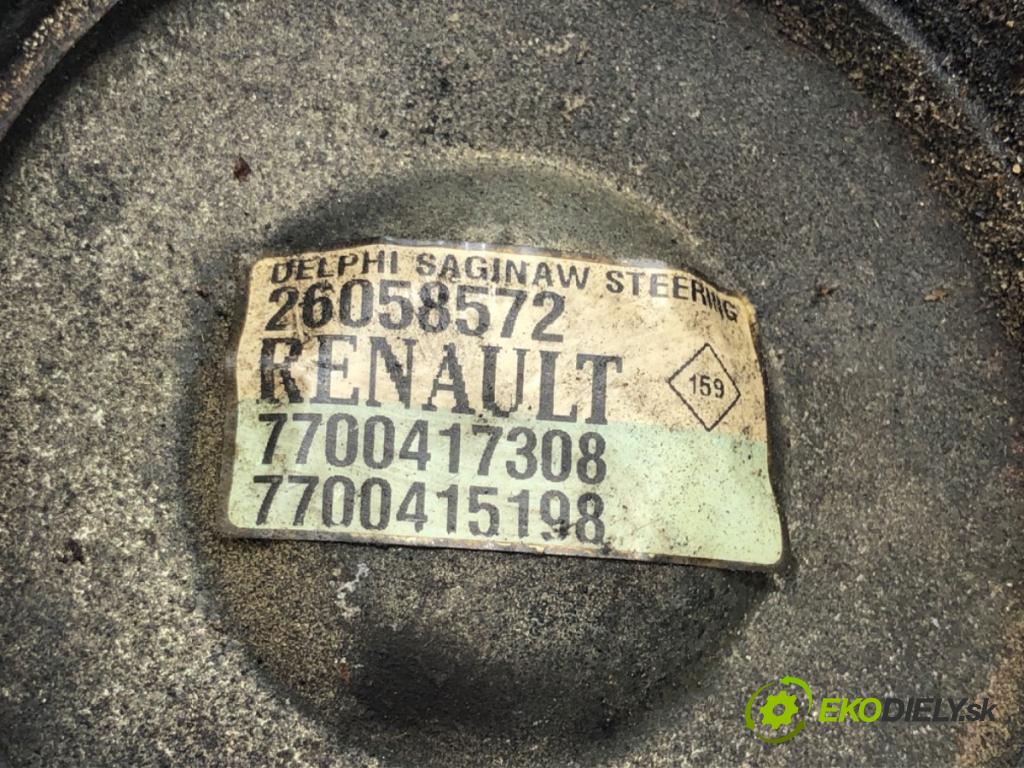 DELPHI SAGINAW STEERING
26058572
RENAULT
159
7700417308
7700415198
EKODIELY.sk